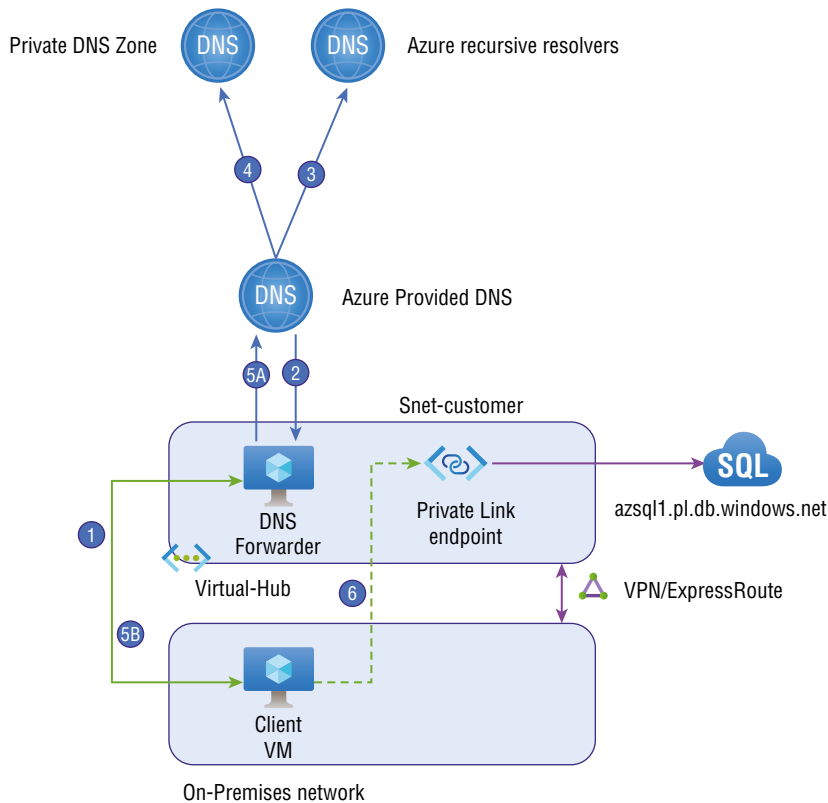 Private DNS Zone
DNS
DNS
Azure recursive resolvers
4
3
DNS
Azure Provided DNS
5A
2
Snet-customer
SQL
DNS
Forwarder
Private Link
endpoint
azsql1.pl.db.windows.net
1
Virtual-Hub
6
VPN/ExpressRoute
5B
Client
VM
On-Premises network